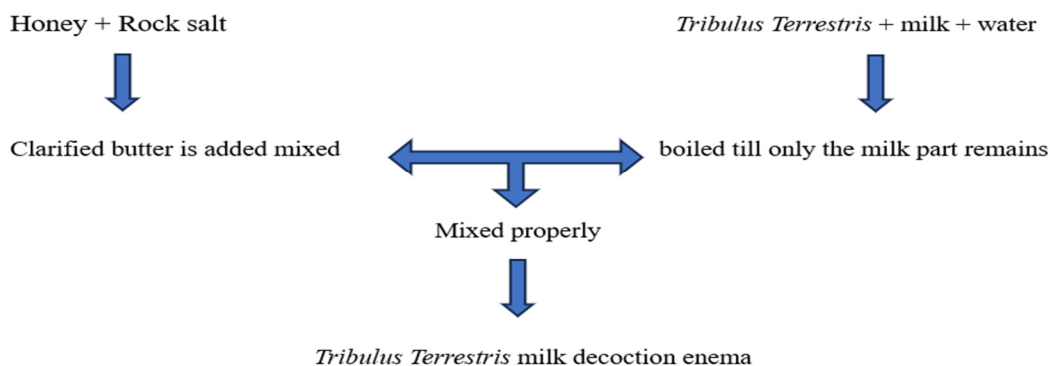 Honey + Rock salt
Tribulus Terrestris + milk + water
Clarified butter is added mixed
boiled till only the milk part remains
Mixed properly
Tribulus Terrestris milk decoction enema